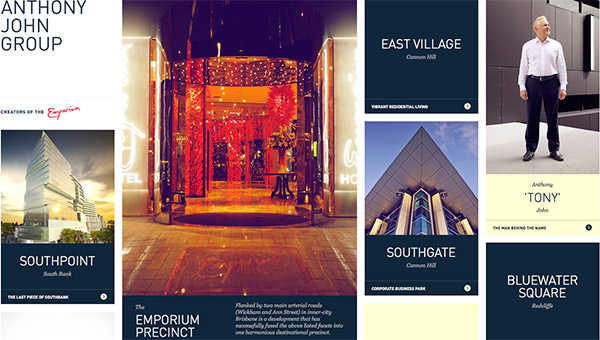 ANTHONY
JOHN
GROUP
CREATORS OF THE Emporium
SOUTHPOINT
South Bank
THE LAST PIECE OF SOUTHBANK
HOTEL
The
EMPORIUM
PRECINCT
Flanked by two main arterial roads
(Wickham and Ann Street) in inner-city
Brisbane is a development that has
successfully fused the above listed facets into
one harmonious destinational precinct.
EAST VILLAGE
Cannon Hill
VIBRANT RESIDENTIAL LIVING
SOUTHGATE
Cannon Hill
CORPORATE BUSINESS PARK
Anthony
'TONY'
John
THE MAN BEHIND THE NAME
BLUEWATER
SQUARE
Redcliffe